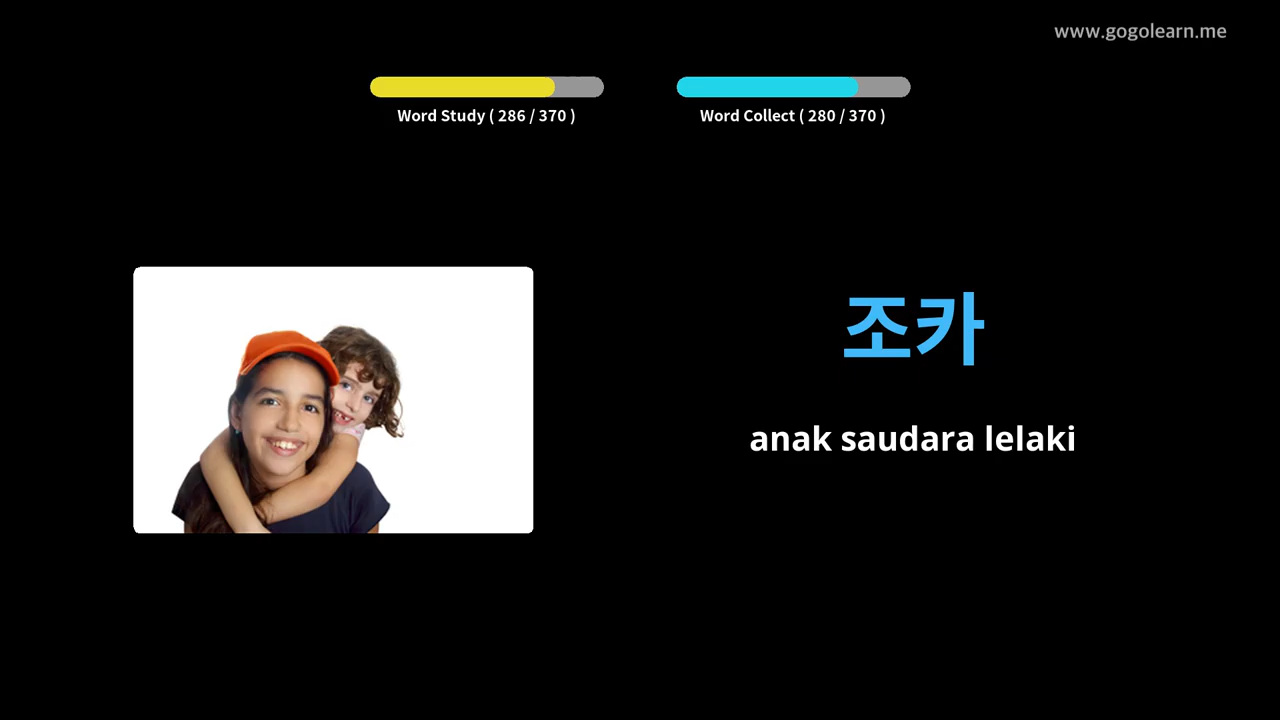 www.gogolearn.me
Word Study ( 286 / 370 )
Word Collect ( 280 / 370 )
조카
anak saudara lelaki